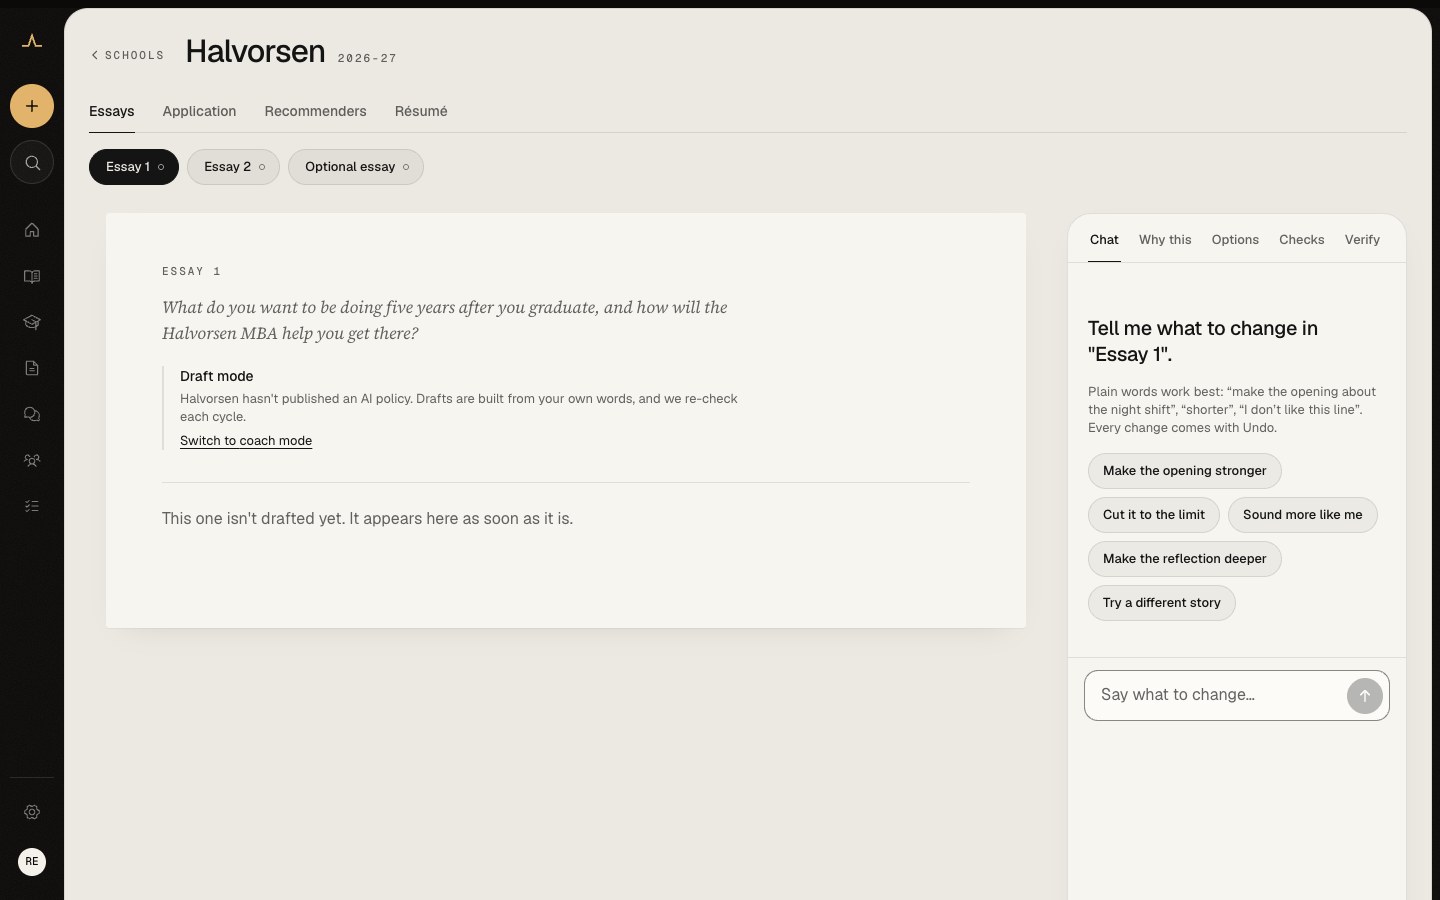 SCHOOLS
Halvorsen
2026-27
Essays
Application
Recommenders
Résumé
Essay 1
Essay 2
Optional essay
ESSAY 1
What do you want to be doing five years after you graduate, and how will the
Halvorsen MBA help you get there?
Draft mode
Halvorsen hasn't published an AI policy. Drafts are built from your own words, and we re-check
each cycle.
Switch to coach mode
This one isn't drafted yet. It appears here as soon as it is.
Chat
Why this
Options
Checks
Verify
Tell me what to change in
"Essay 1".
Plain words work best: “make the opening about
the night shift”, “shorter”, “I don’t like this line”.
Every change comes with Undo.
Make the opening stronger
Cut it to the limit
Sound more like me
Make the reflection deeper
Try a different story
Say what to change…
RE